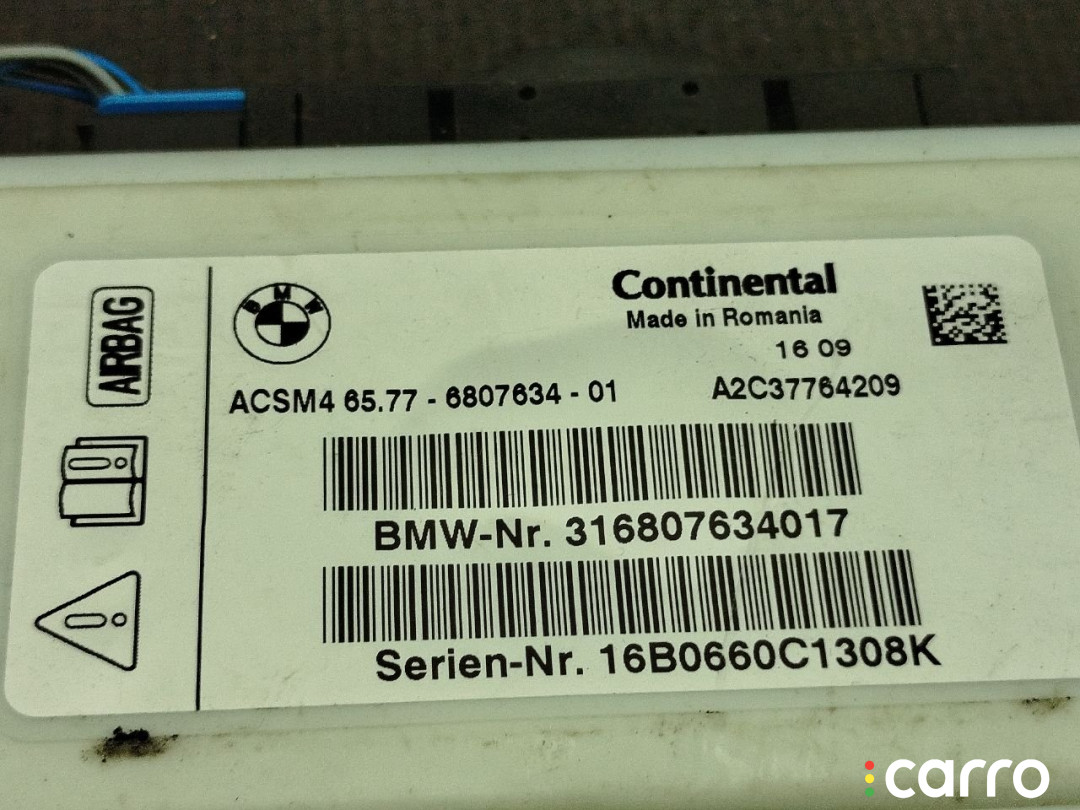 AIRBAG
BMW
Continental
Made in Romania
16 09
ACSM4 65.77 - 6807634 - 01
A2C37764209
BMW-Nr. 316807634017
Serien-Nr. 16B0660C1308K
carro